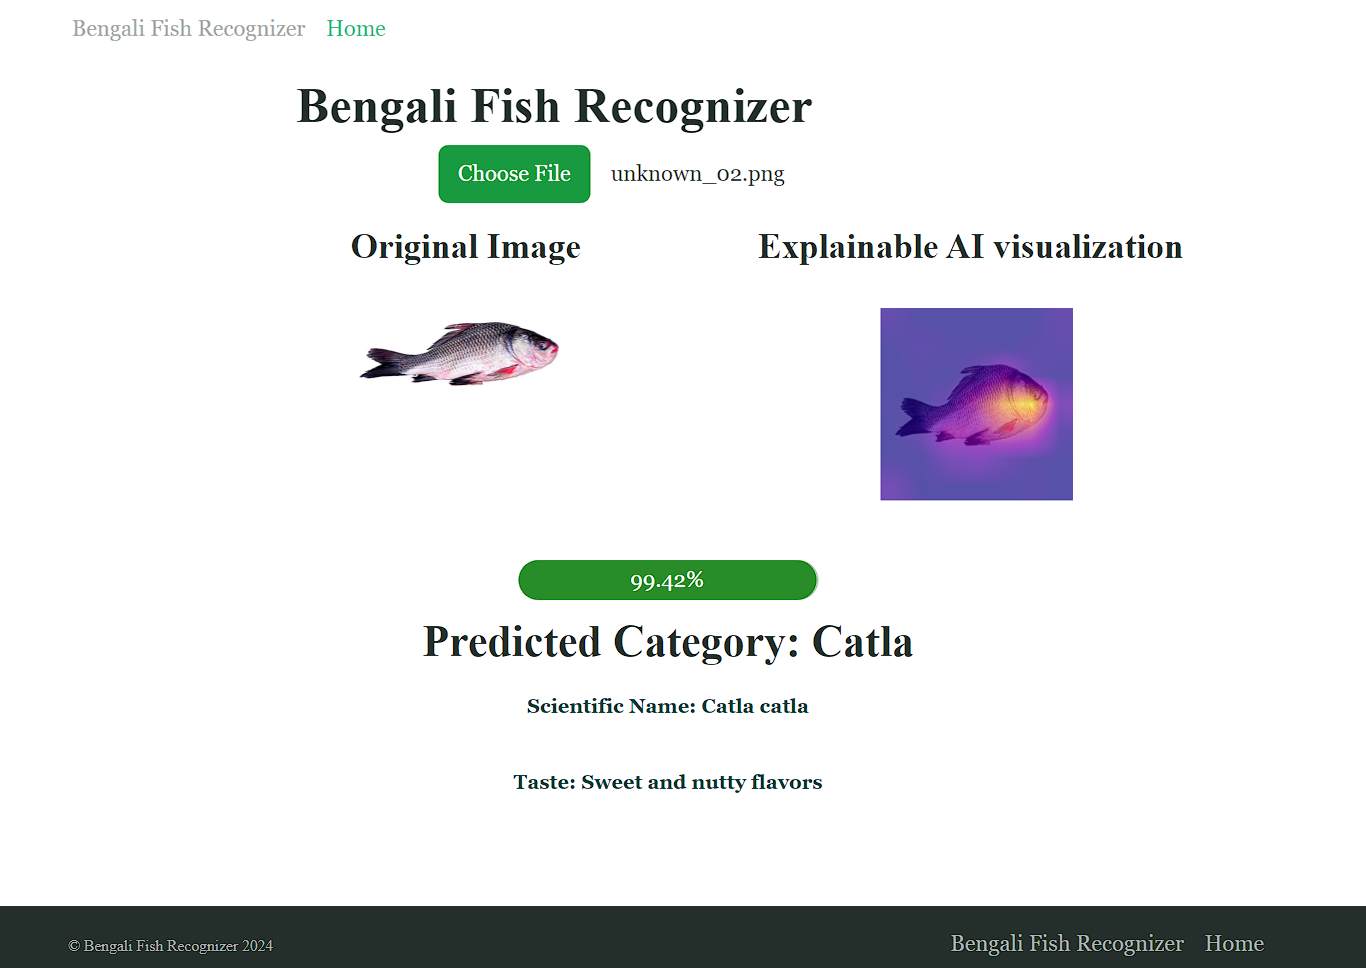 Bengali Fish Recognizer Home
Bengali Fish Recognizer
Choose File unknown_02.png
Original Image
Explainable AI visualization
99.42%
Predicted Category: Catla
Scientific Name: Catla catla
Taste: Sweet and nutty flavors
© Bengali Fish Recognizer 2024
Bengali Fish Recognizer Home